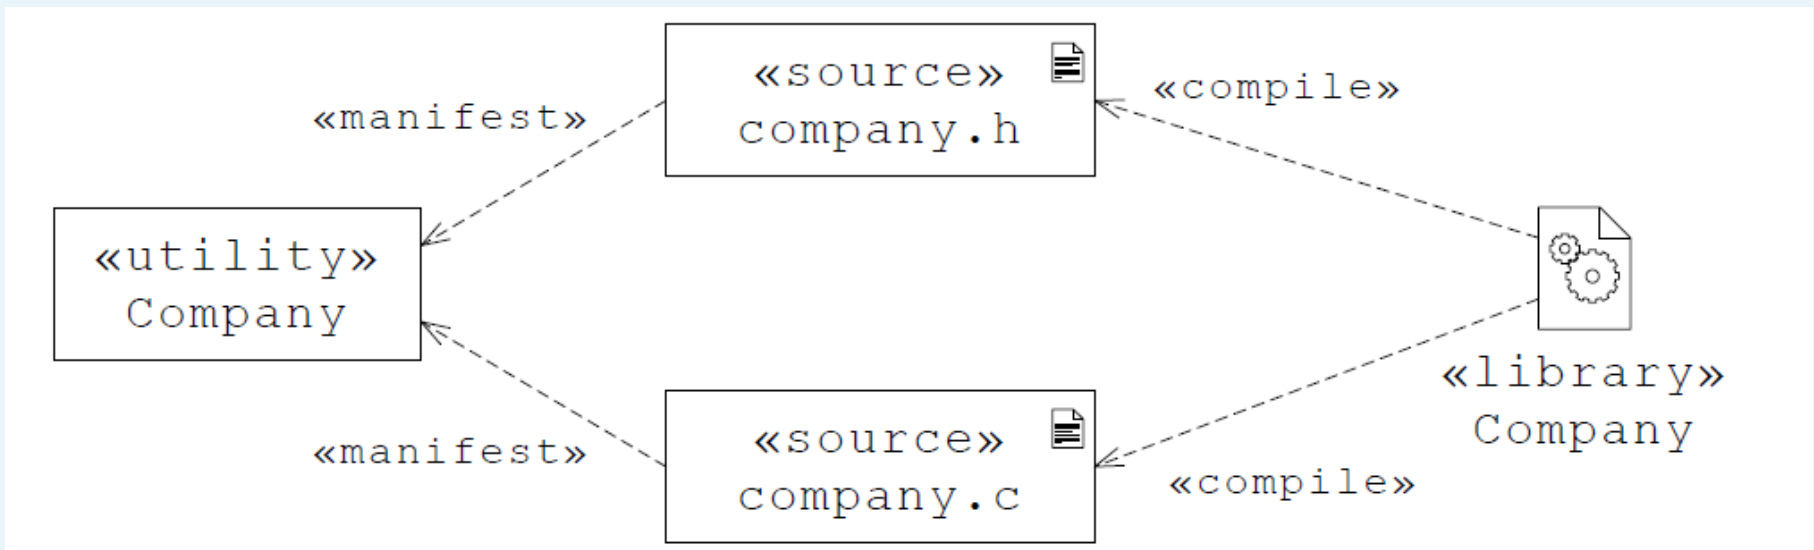 «source»
company.h
«compile»
«manifest»
«utility»
Company
«library»
Company
«source»
company.c
«manifest»
«compile»